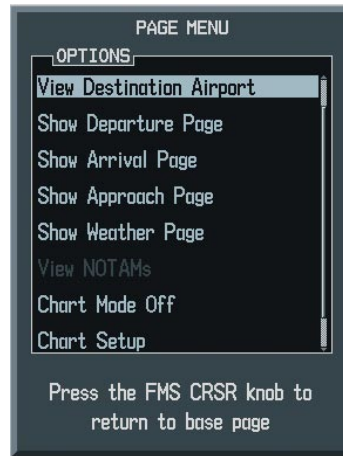 PAGE MENU
OPTIONS
View Destination Airport
Show Departure Page
Show Arrival Page
Show Approach Page
Show Weather Page
View NOTAMs
Chart Mode Off
Chart Setup
Press the FMS CRSR knob to
return to base page